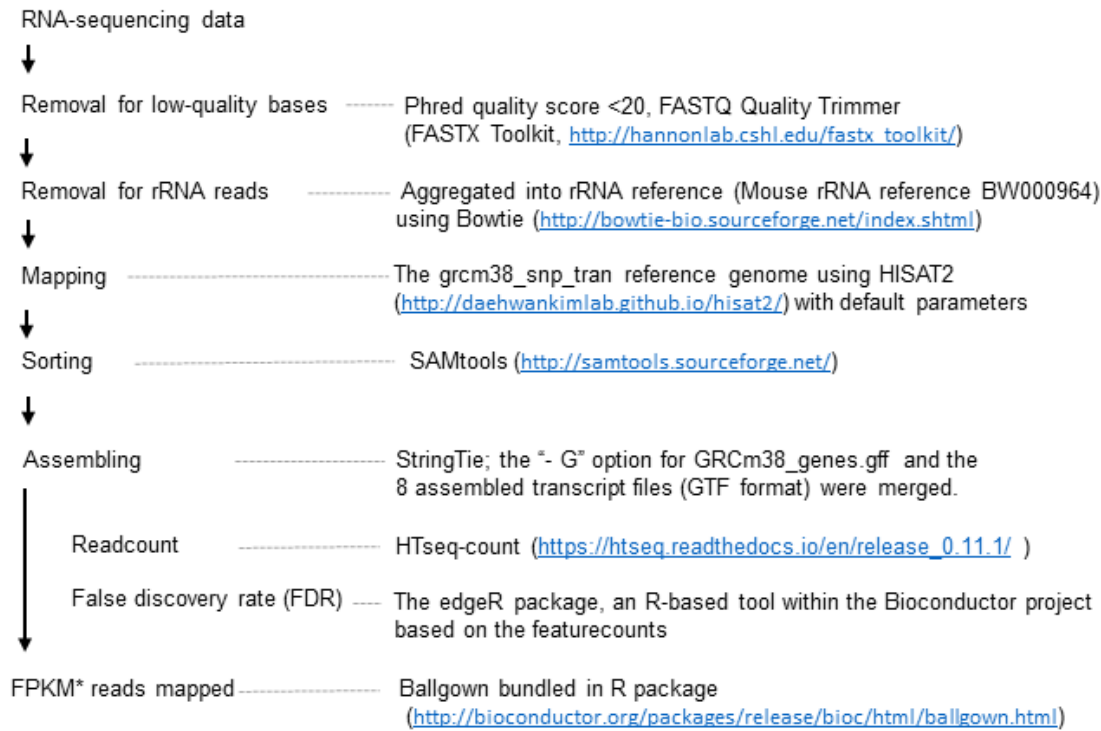 RNA-sequencing data
Removal for low-quality bases Phred quality score <20, FASTQ Quality Trimmer
(FASTX Toolkit, http://hannonlab.cshl.edu/fastx_toolkit/)
Removal for rRNA reads Aggregated into rRNA reference (Mouse rRNA reference BW000964)
using Bowtie (http://bowtie-bio.sourceforge.net/index.shtml)
Mapping The grcm38_snp_tran reference genome using HISAT2
(http://daehwankimlab.github.io/hisat2/) with default parameters
Sorting SAMtools (http://samtools.sourceforge.net/)
Assembling StringTie; the “- G” option for GRCm38_genes.gff and the
8 assembled transcript files (GTF format) were merged.
Readcount HTseq-count (https://htseq.readthedocs.io/en/release_0.11.1/ )
False discovery rate (FDR) The edgeR package, an R-based tool within the Bioconductor project
based on the featurecounts
FPKM* reads mapped Ballgown bundled in R package
(http://bioconductor.org/packages/release/bioc/html/ballgown.html)